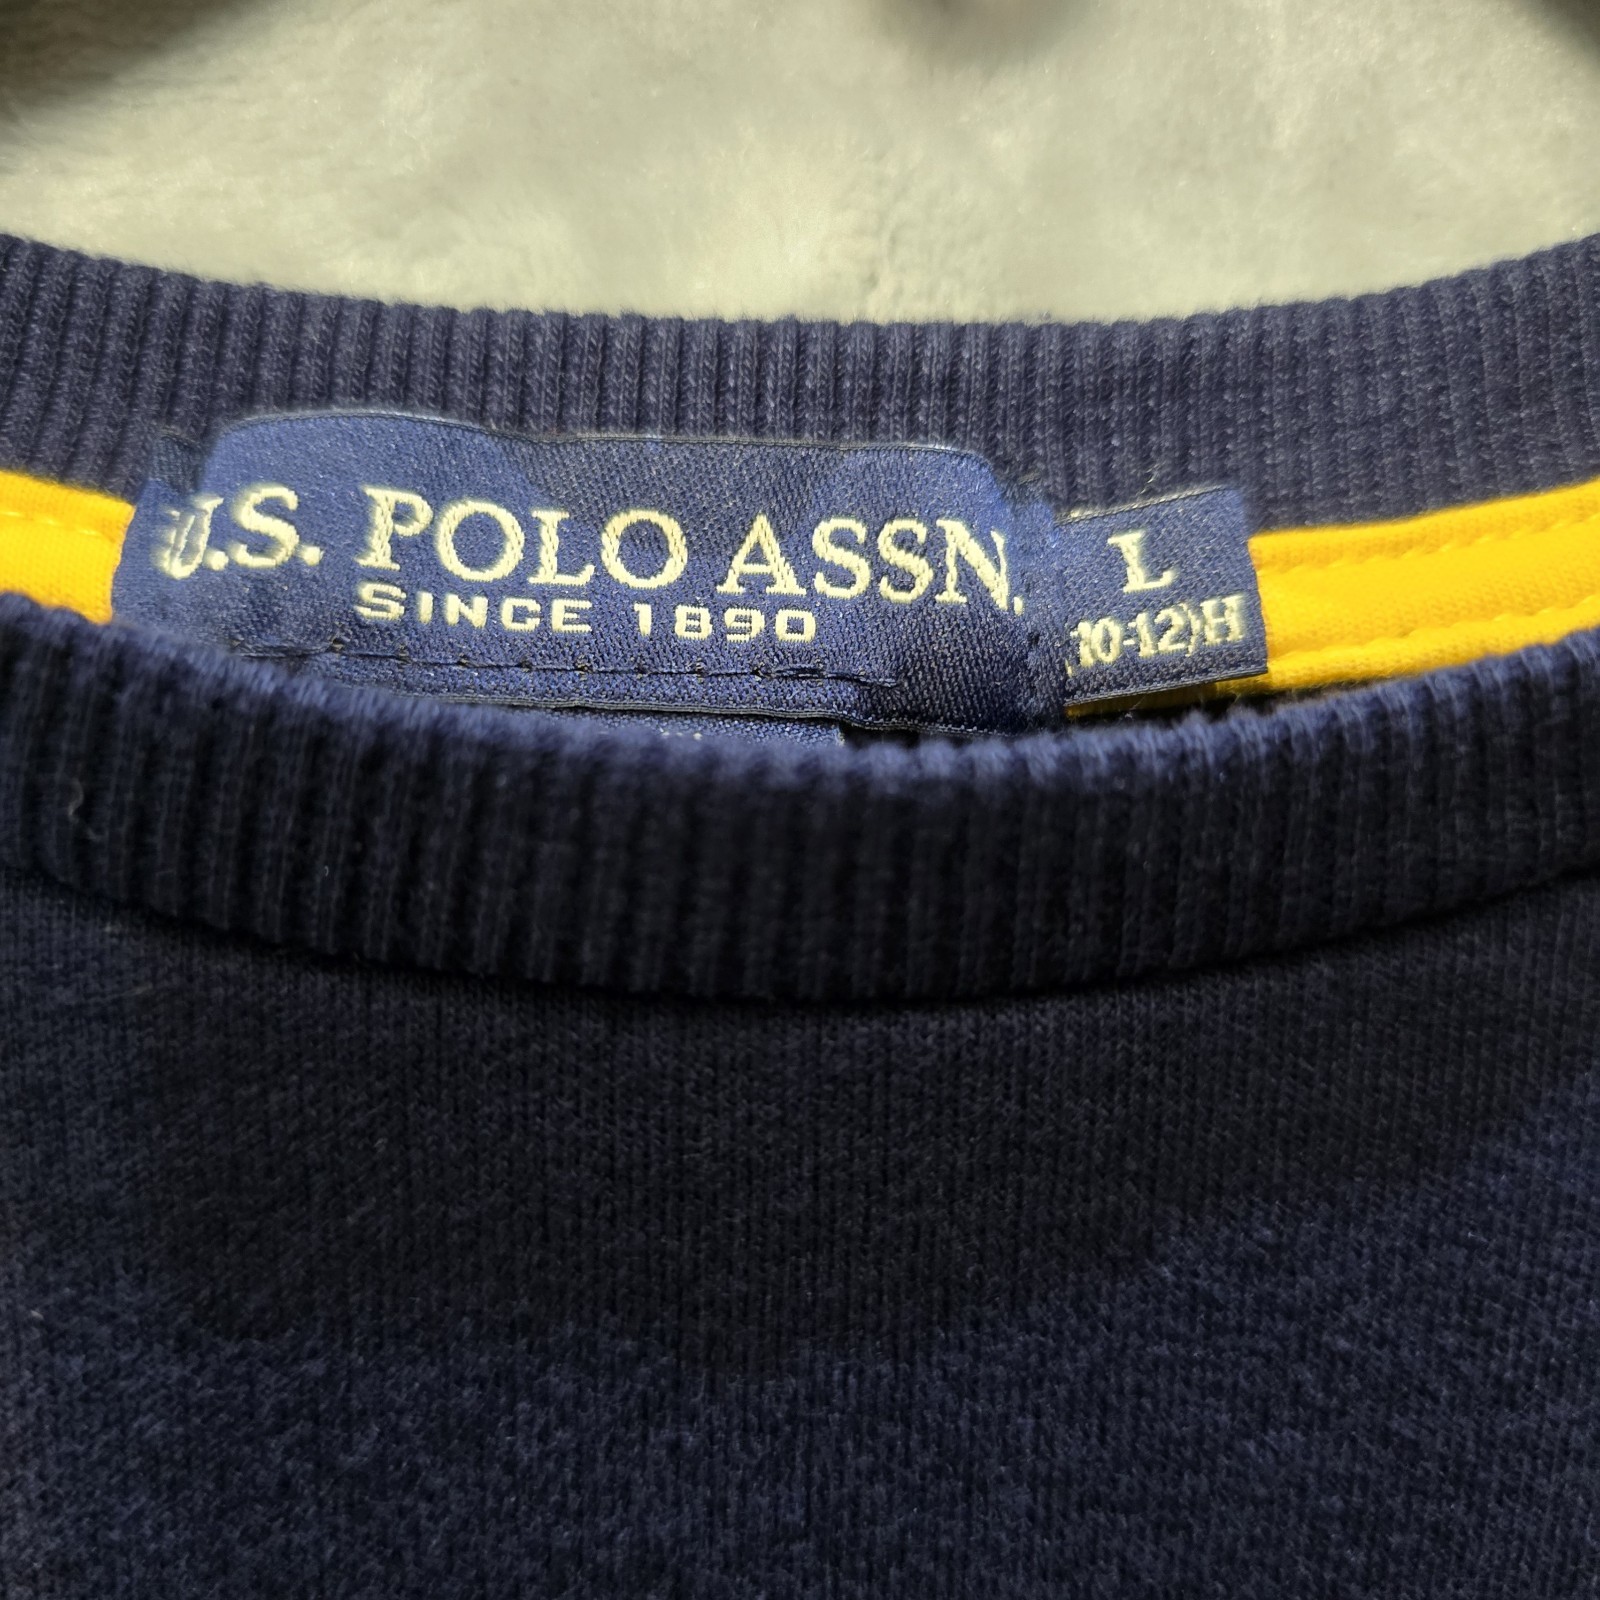 U.S. POLO ASSN.
SINCE 1890
L
(10-12)H